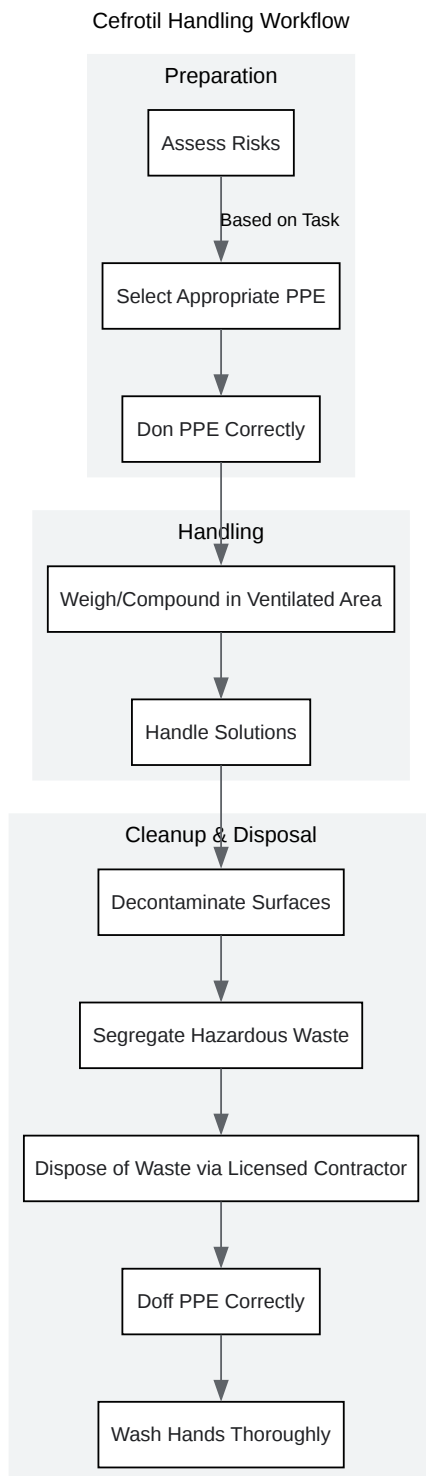 Cefrotil Handling Workflow
Preparation
Assess Risks
Based on Task
Select Appropriate PPE
Don PPE Correctly
Handling
Weigh/Compound in Ventilated Area
Handle Solutions
Cleanup & Disposal
Decontaminate Surfaces
Segregate Hazardous Waste
Dispose of Waste via Licensed Contractor
Doff PPE Correctly
Wash Hands Thoroughly